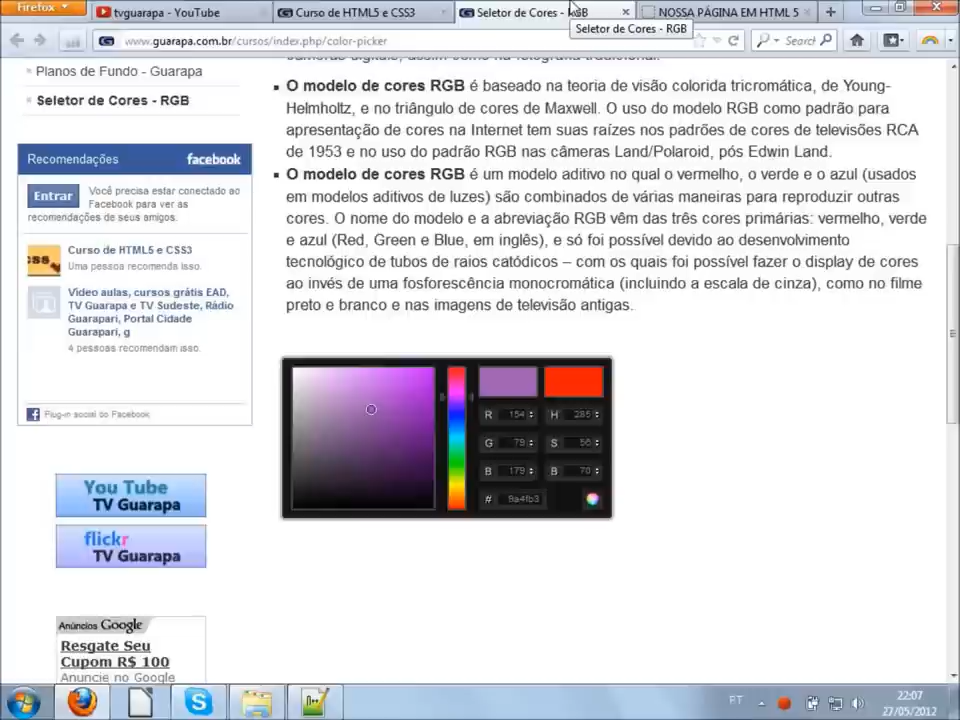 Firefox
tvguarapa - YouTube
Curso de HTML5 e CSS3
Seletor de Cores - RGB
NOSSA PÁGINA EM HTML 5
Seletor de Cores - RGB
www.guarapa.com.br/cursos/index.php/color-picker
Search
Planos de Fundo - Guarapa
Seletor de Cores - RGB
Recomendações
facebook
Entrar
Você precisa estar conectado ao
Facebook para ver as
recomendações de seus amigos.
Curso de HTML5 e CSS3
Uma pessoa recomenda isso.
Video aulas, cursos grátis EAD,
TV Guarapa e TV Sudeste, Rádio
Guarapari, Portal Cidade
Guarapari, g
4 pessoas recomendam isso.
Plug-in social do Facebook
You Tube
TV Guarapa
flickr
TV Guarapa
Anúncios Google
Resgate Seu
Cupom R$ 100
Anuncie no Google
O modelo de cores RGB é baseado na teoria de visão colorida tricromática, de Young-
Helmholtz, e no triângulo de cores de Maxwell. O uso do modelo RGB como padrão para
apresentação de cores na Internet tem suas raízes nos padrões de cores de televisões RCA
de 1953 e no uso do padrão RGB nas câmeras Land/Polaroid, pós Edwin Land.
O modelo de cores RGB é um modelo aditivo no qual o vermelho, o verde e o azul (usados
em modelos aditivos de luzes) são combinados de várias maneiras para reproduzir outras
cores. O nome do modelo e a abreviação RGB vêm das três cores primárias: vermelho, verde
e azul (Red, Green e Blue, em inglês), e só foi possível devido ao desenvolvimento
tecnológico de tubos de raios catódicos – com os quais foi possível fazer o display de cores
ao invés de uma fosforescência monocromática (incluindo a escala de cinza), como no filme
preto e branco e nas imagens de televisão antigas.
R 154 H 285
G 79 S 56
B 179 B 70
# 9a4fb3
PT
22:07
27/05/2012